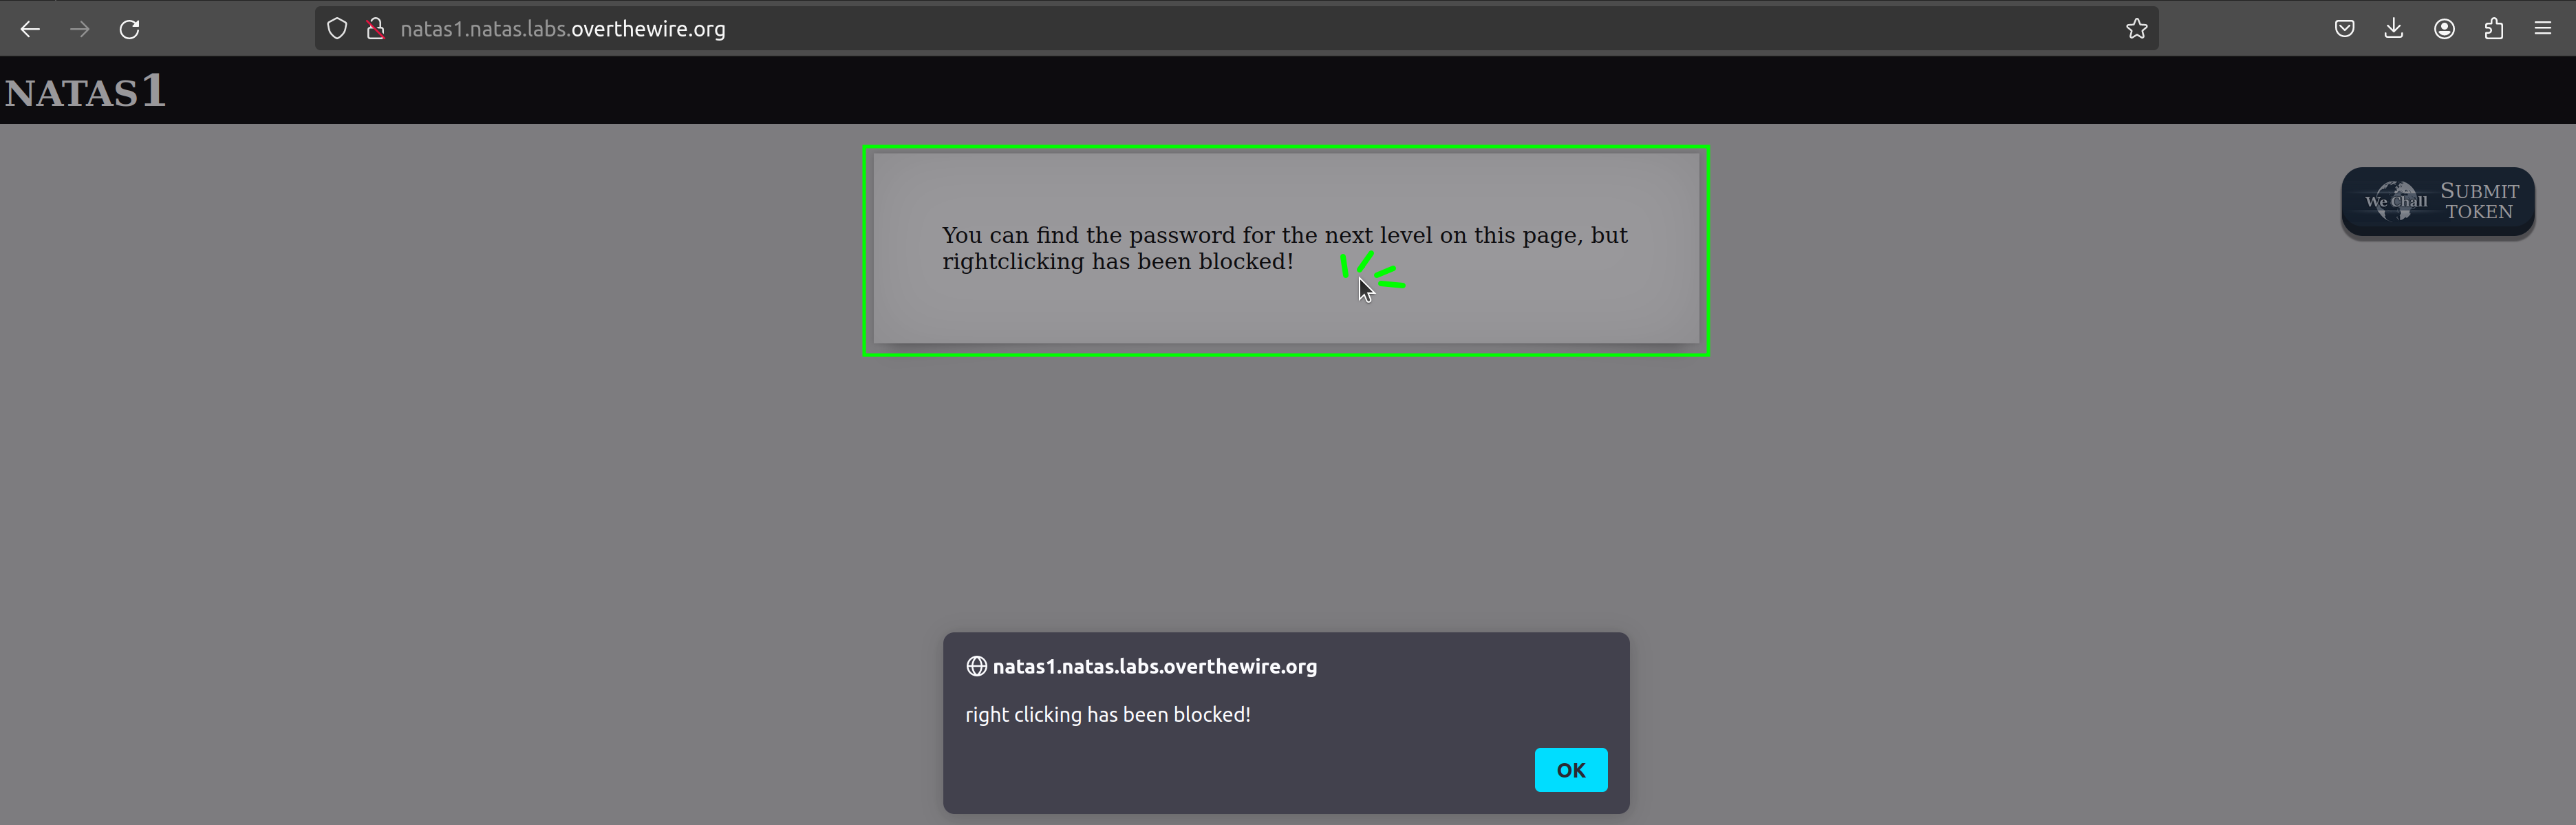 natas1.natas.labs.overthewire.org
NATAS1
You can find the password for the next level on this page, but
rightclicking has been blocked!
We Chall
SUBMIT
TOKEN
natas1.natas.labs.overthewire.org
right clicking has been blocked!
OK